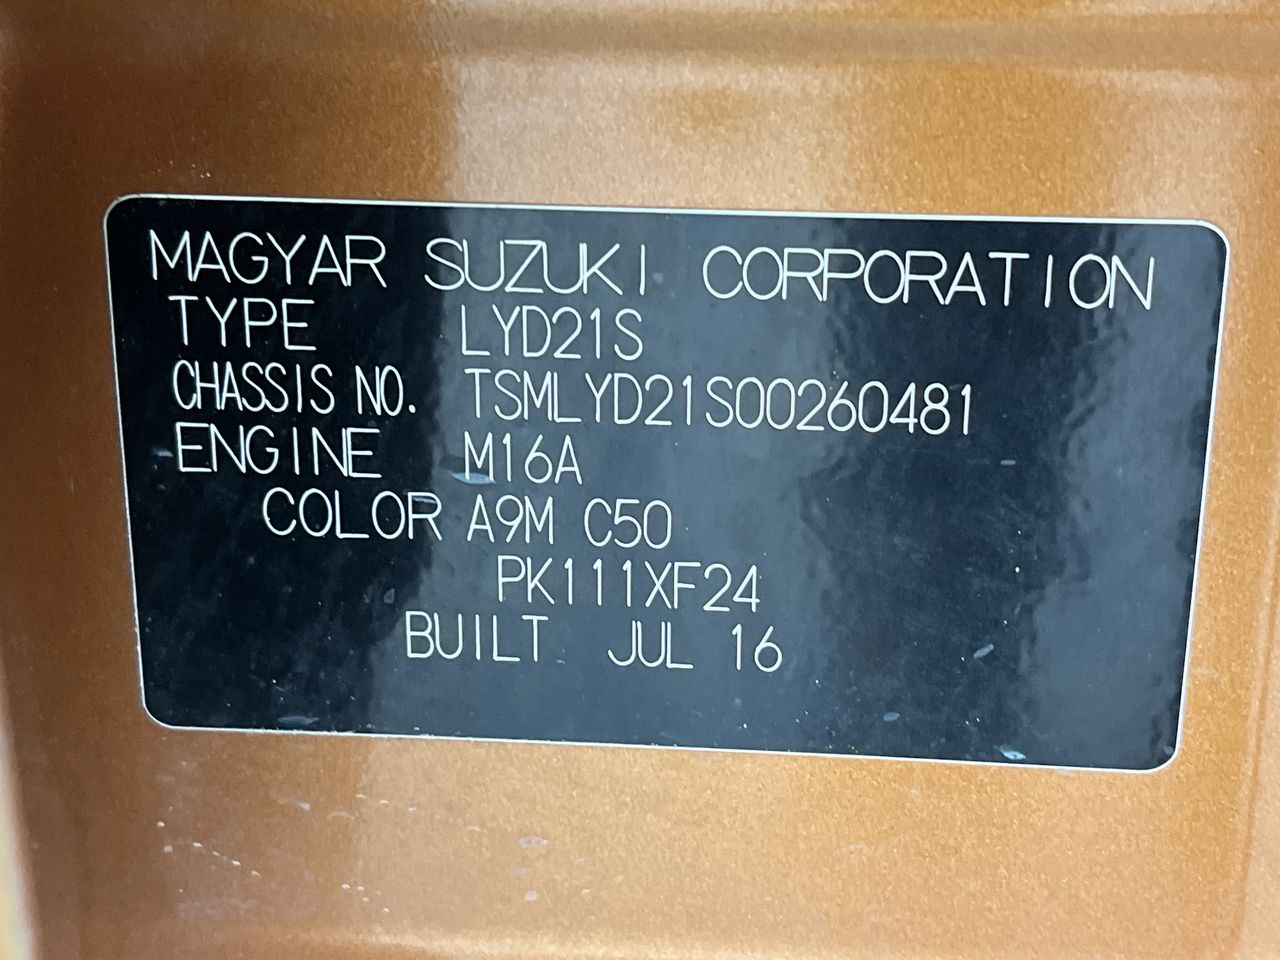 MAGYAR SUZUKI CORPORATION
TYPE LYD21S
CHASSIS NO. TSMLYD21S00260481
ENGINE M16A
COLOR A9M C50
PK111XF24
BUILT JUL 16